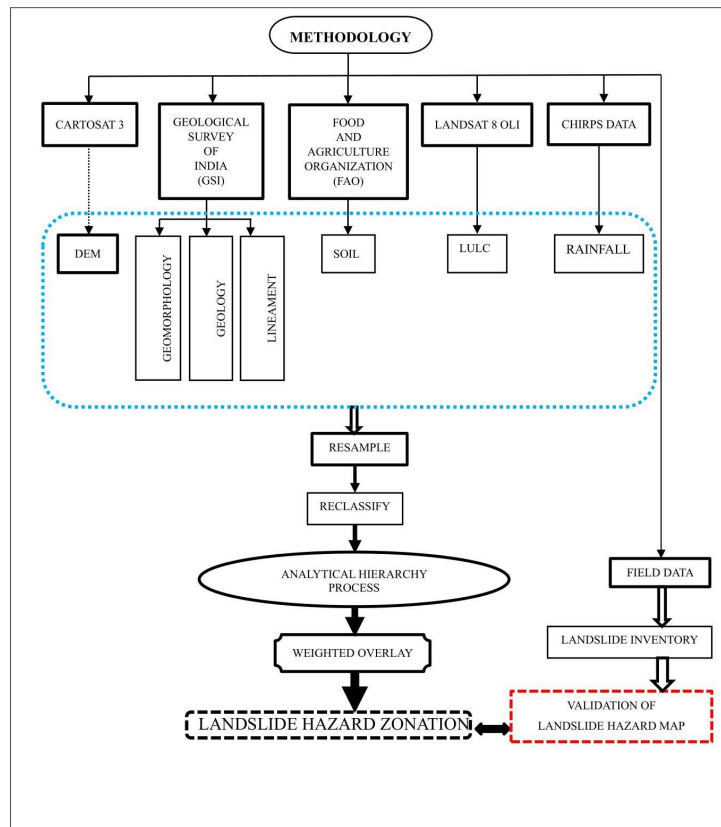 METHODOLOGY
CARTOSAT 3
GEOLOGICAL
SURVEY
OF
INDIA
(GSI)
FOOD
AND
AGRICULTURE
ORGANIZATION
(FAO)
LANDSAT 8 OLI
CHIRPS DATA
DEM
GEOMORPHOLOGY
GEOLOGY
LINEAMENT
SOIL
LULC
RAINFALL
RESAMPLE
RECLASSIFY
ANALYTICAL HIERARCHY
PROCESS
WEIGHTED OVERLAY
LANDSLIDE HAZARD ZONATION
FIELD DATA
LANDSLIDE INVENTORY
VALIDATION OF
LANDSLIDE HAZARD MAP